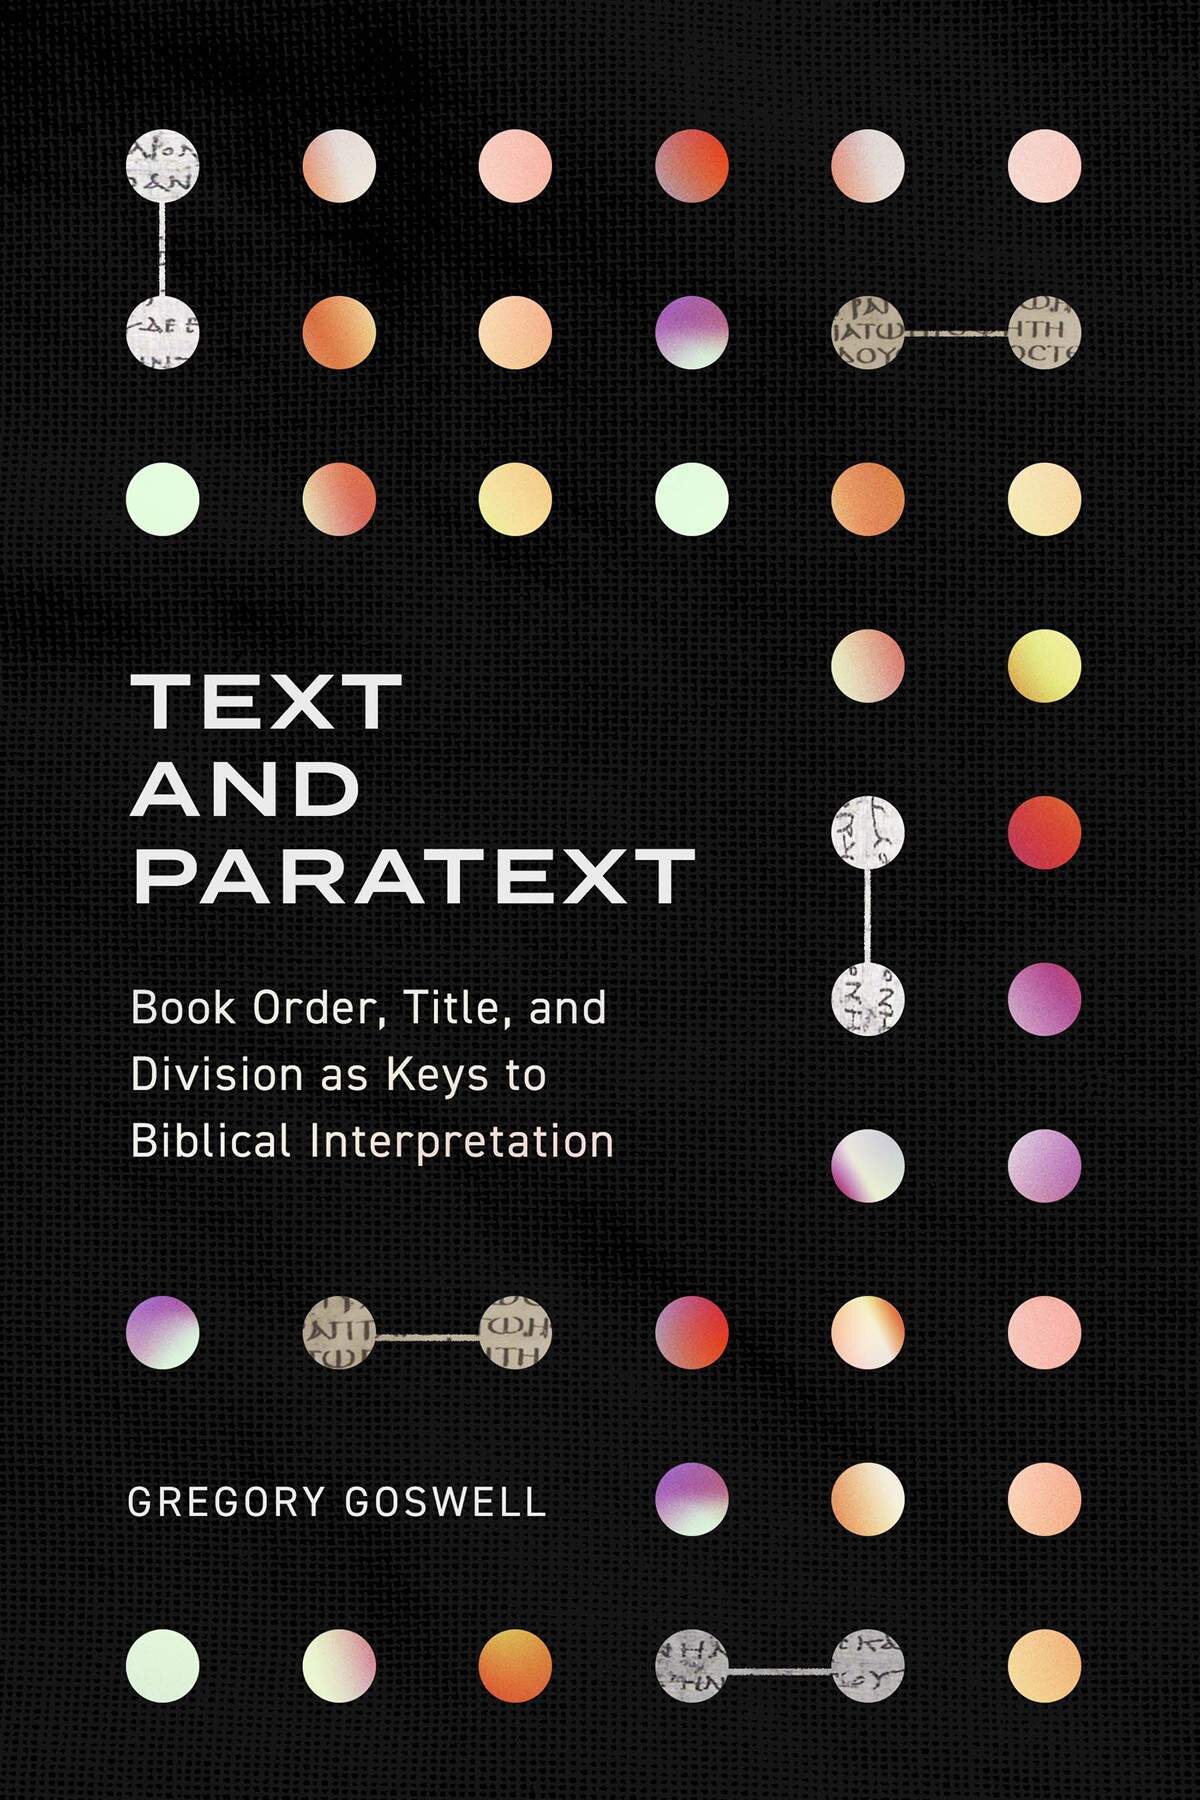 TEXT
AND
PARATEXT
Book Order, Title, and
Division as Keys to
Biblical Interpretation
GREGORY GOSWELL